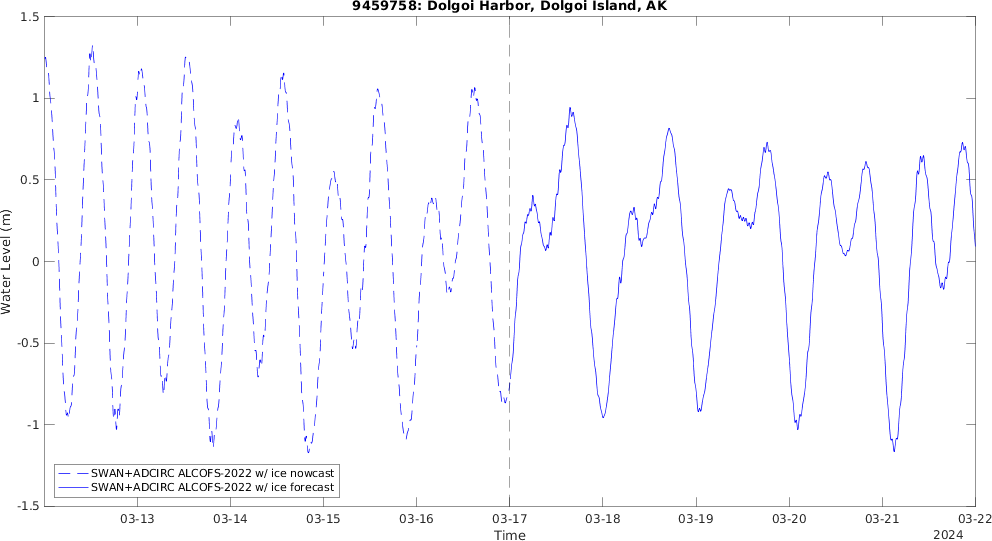 9459758: Dolgoi Harbor, Dolgoi Island, AK
1.5
1
0.5
0
-0.5
-1
-1.5
Water Level (m)
SWAN+ADCIRC ALCOFS-2022 w/ ice nowcast
SWAN+ADCIRC ALCOFS-2022 w/ ice forecast
03-13 03-14 03-15 03-16 03-17 03-18 03-19 03-20 03-21 03-22
Time
2024